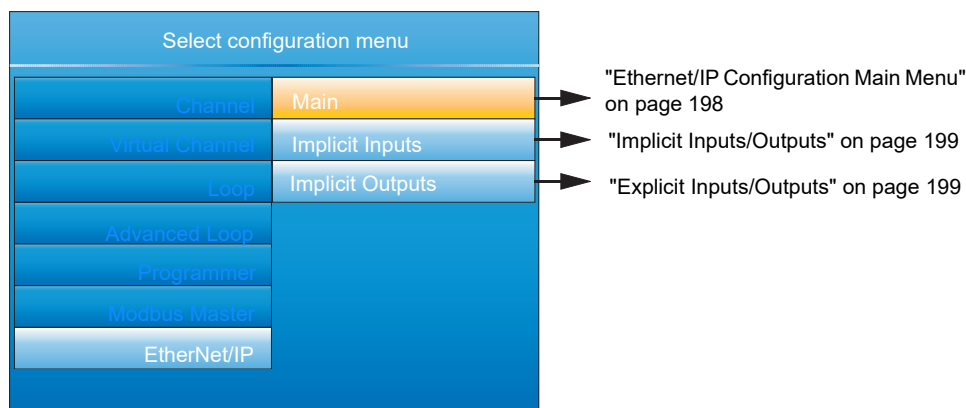 Select configuration menu
Channel
Main
Virtual Channel
Implicit Inputs
Loop
Implicit Outputs
Advanced Loop
Programmer
Modbus Master
EtherNet/IP
"Ethernet/IP Configuration Main Menu"
on page 198
"Implicit Inputs/Outputs" on page 199
"Explicit Inputs/Outputs" on page 199